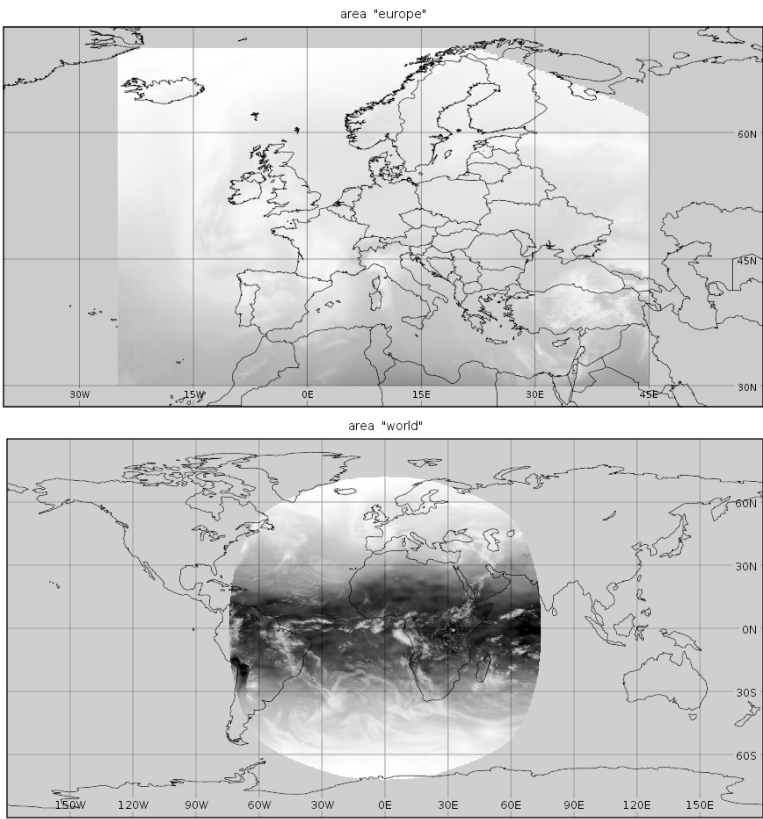 area "europe"
60N
45N
30N
30W 15W 0E 15E 30E 45E
area "world"
60N
30N
0N
30S
60S
150W 120W 90W 60W 30W 0E 30E 60E 90E 120E 150E